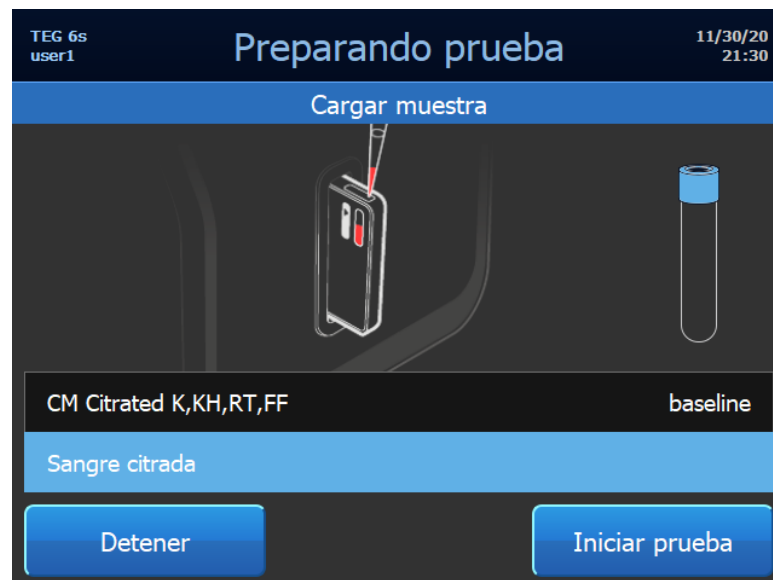 TEG 6s
user1
Preparando prueba
11/30/20
21:30
Cargar muestra
CM Citrated K,KH,RT,FF
baseline
Sangre citrada
Detener
Iniciar prueba